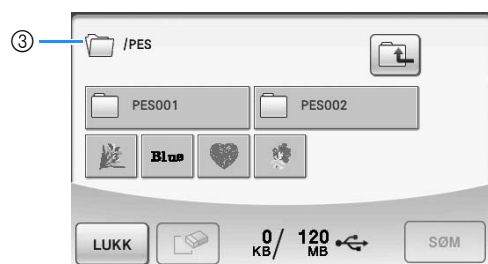 ③
/PES
PES001 PES002
Blue
LUKK 0 KB/ 120 MB SØM